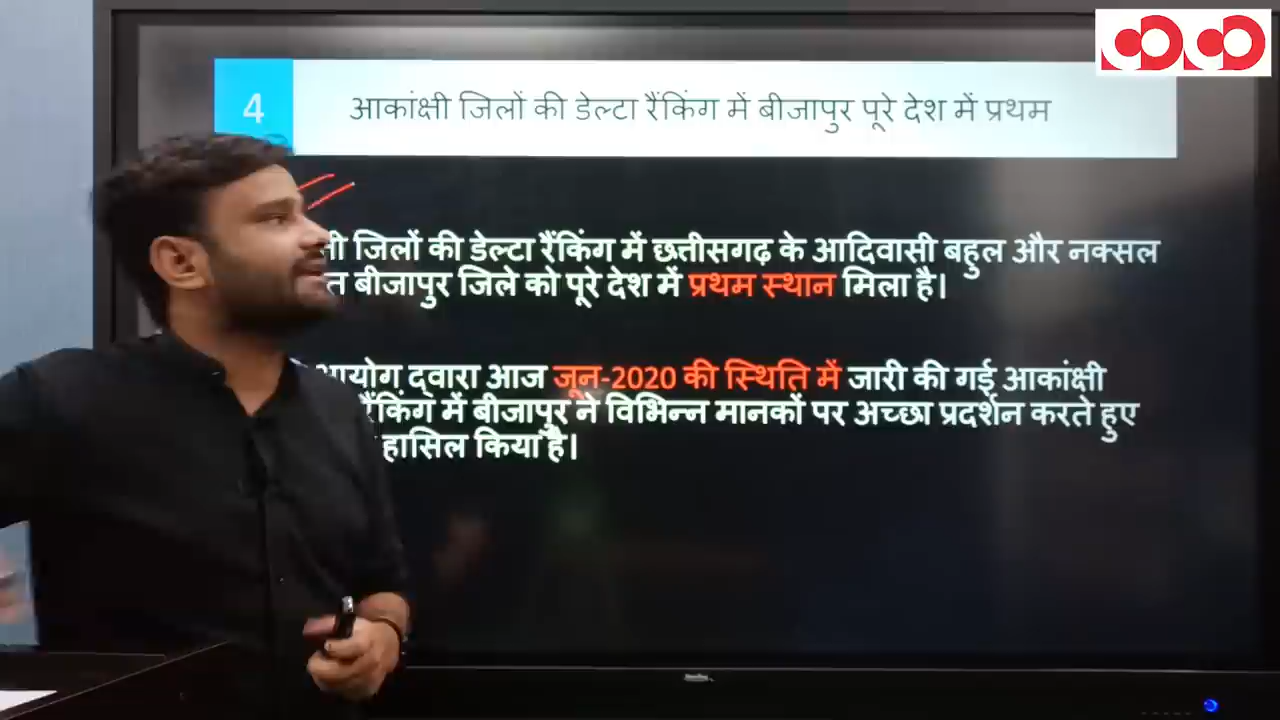 4
आकांक्षी जिलों की डेल्टा रैंकिंग में बीजापुर पूरे देश में प्रथम
जिलों की डेल्टा रैंकिंग में छत्तीसगढ़ के आदिवासी बहुल और नक्सल
बीजापुर जिले को पूरे देश में प्रथम स्थान मिला है।
आयोग द्वारा आज जून-2020 की स्थिति में जारी की गई आकांक्षी
रैंकिंग में बीजापुर ने विभिन्न मानकों पर अच्छा प्रदर्शन करते हुए
हासिल किया है।